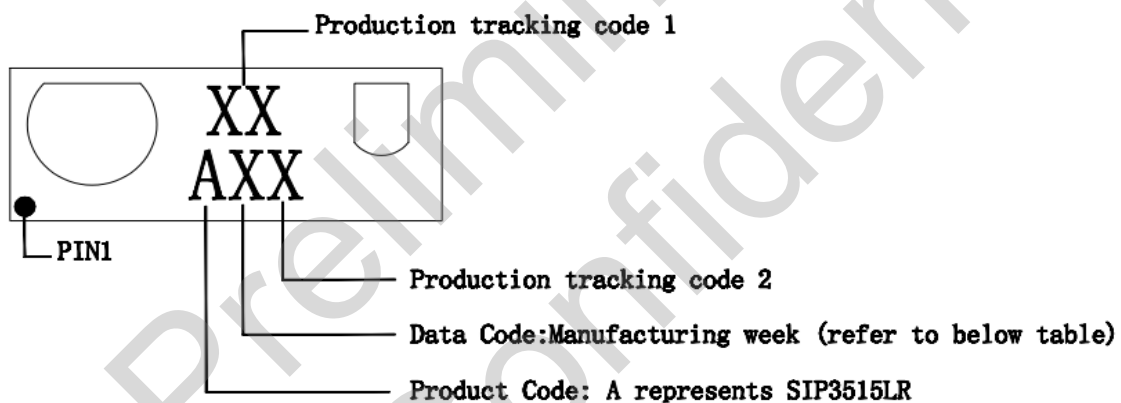 Production tracking code 1
XX
AXX
PIN1
Production tracking code 2
Data Code:Manufacturing week (refer to below table)
Product Code: A represents SIP3515LR